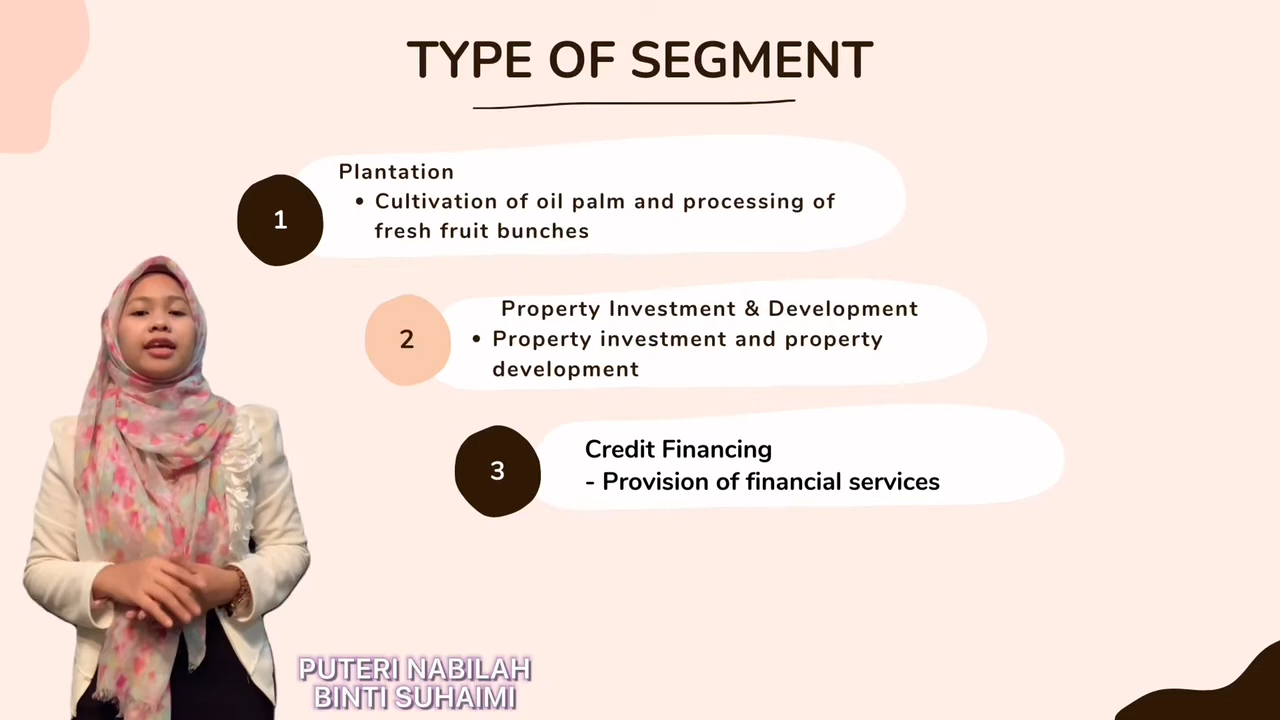 TYPE OF SEGMENT
1
Plantation
• Cultivation of oil palm and processing of
fresh fruit bunches
2
Property Investment & Development
• Property investment and property
development
3
Credit Financing
- Provision of financial services
PUTERI NABILAH
BINTI SUHAIMI